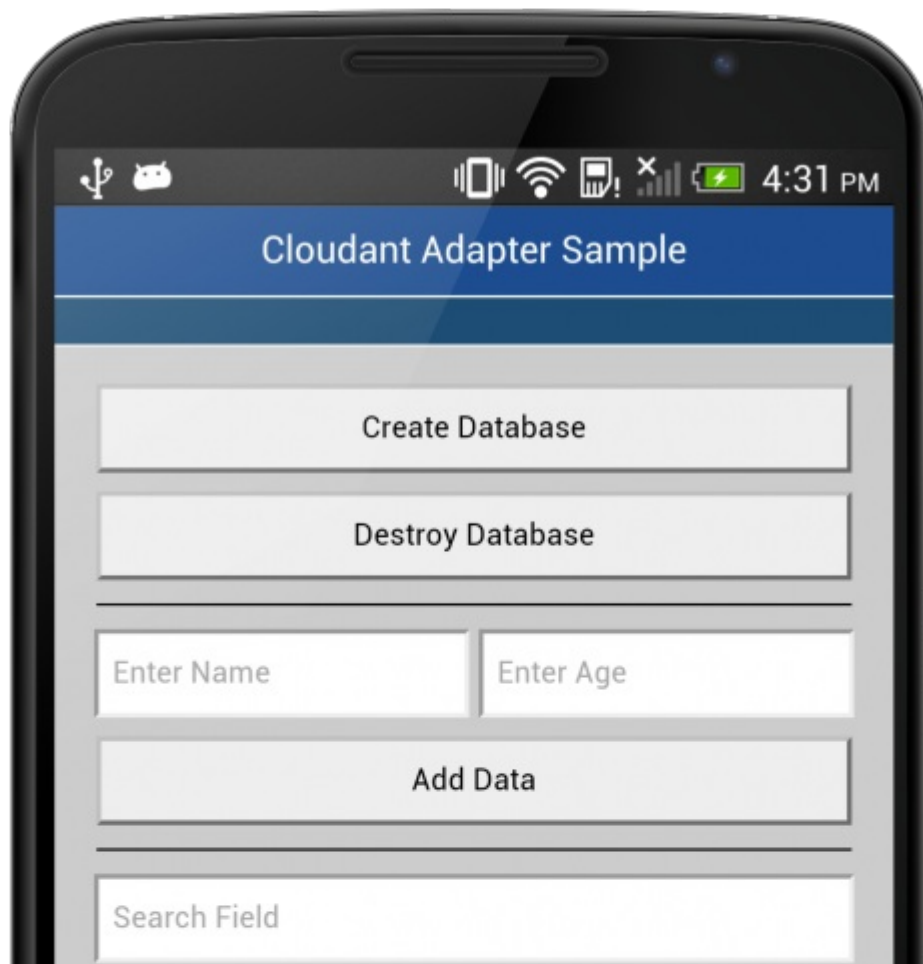 4:31 PM
Cloudant Adapter Sample
Create Database
Destroy Database
Enter Name Enter Age
Add Data
Search Field